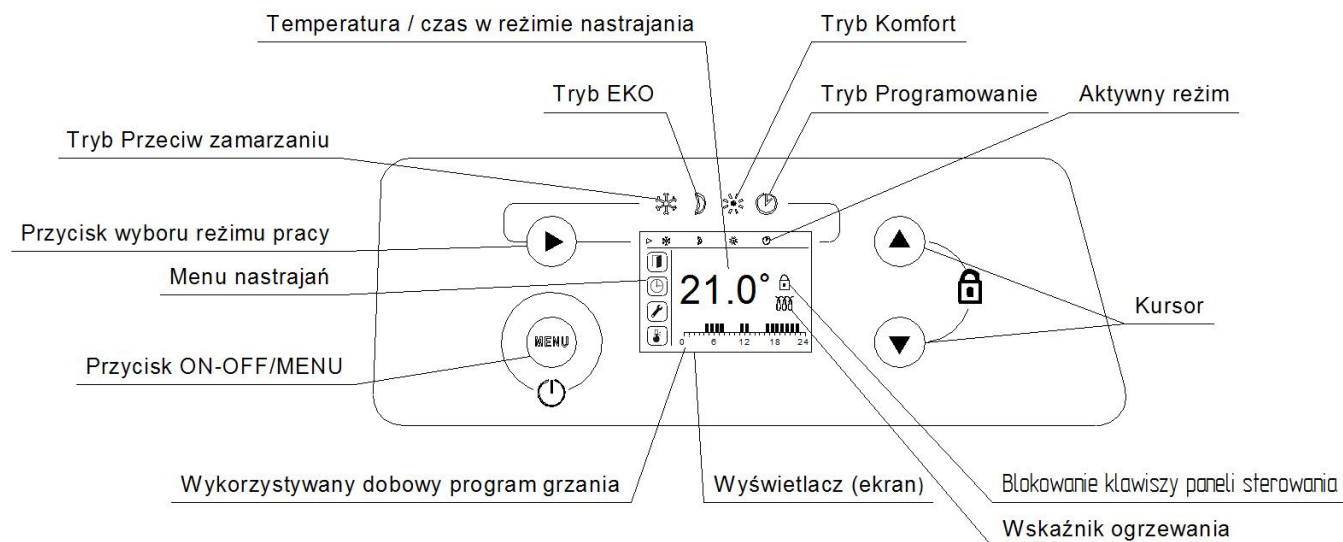 Temperatura / czas w reżimie nastrajania
Tryb Komfort
Tryb EKO
Tryb Programowanie
Aktywny reżim
Tryb Przeciw zamarzaniu
Przycisk wyboru reżimu pracy
Menu nastrajań
21.0°
Kursor
MENU
0 6 12 18 24
Przycisk ON-OFF/MENU
Wykorzystywany dobowy program grzania
Wyświetlacz (ekran)
Blokowanie klawiszy paneli sterowania
Wskaźnik ogrzewania